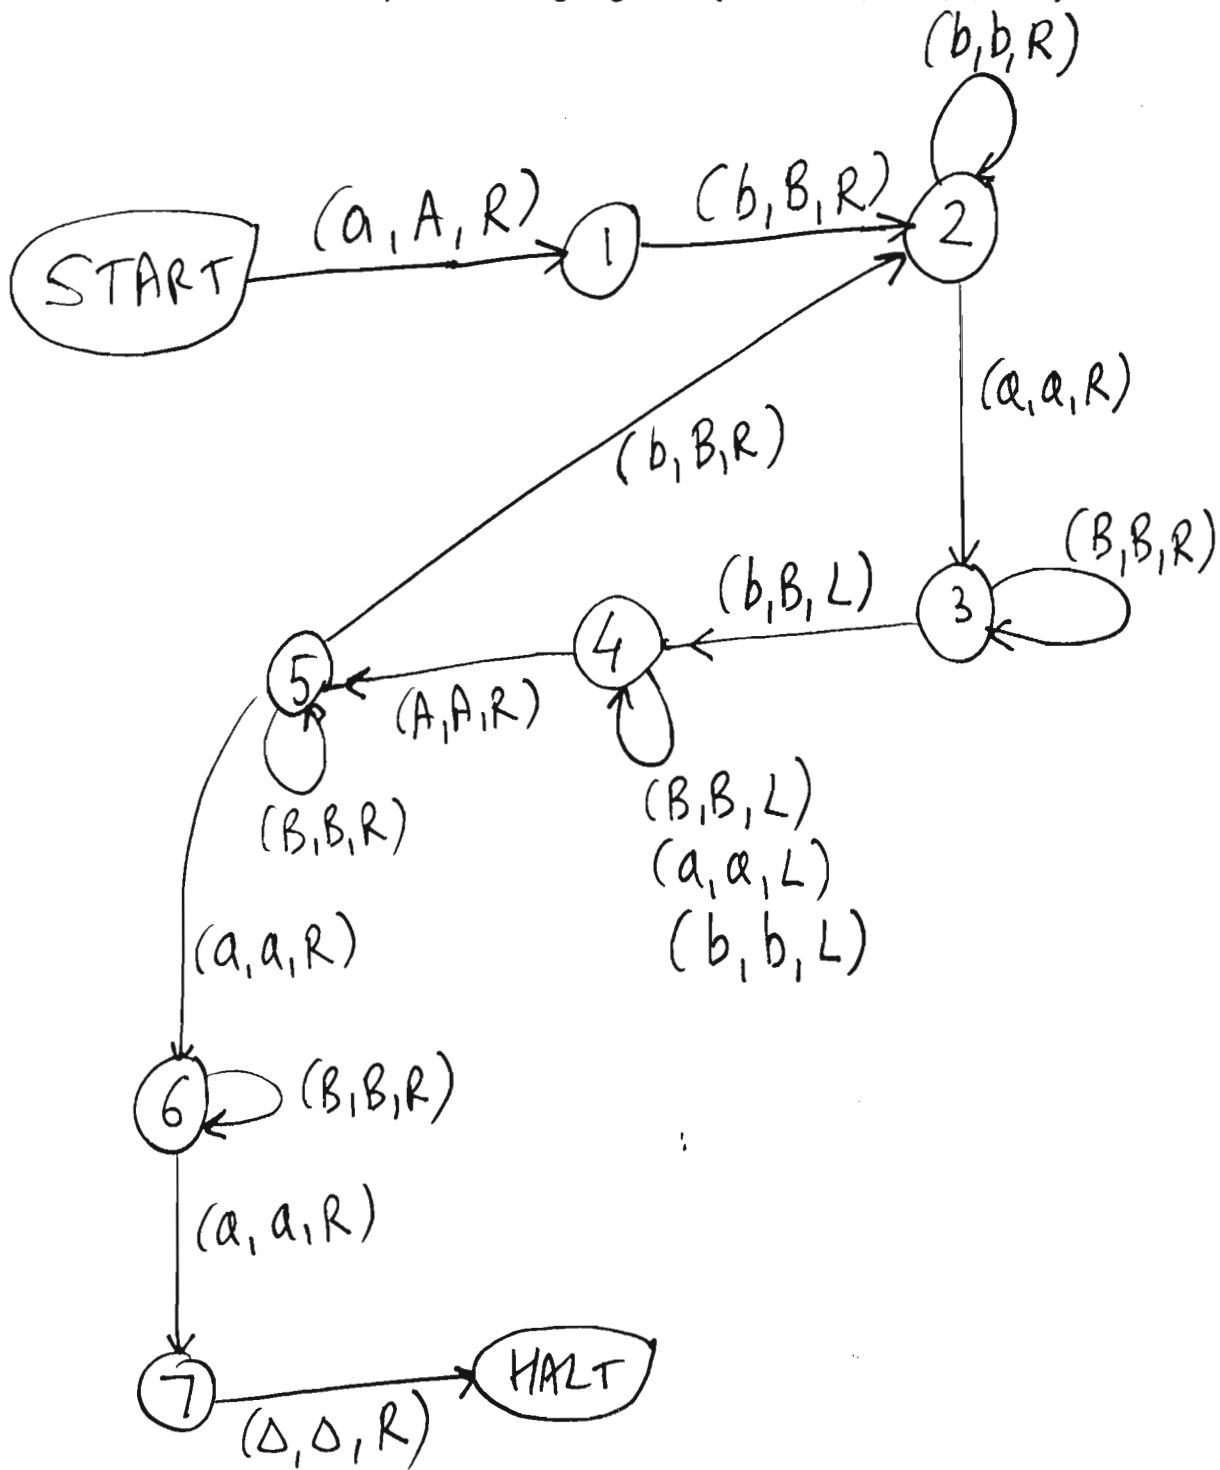 (b,b,R)
(a,A,R)
(b,B,R)
START
1
2
(a,a,R)
(b,B,R)
(B,B,R)
(b,B,L)
3
4
5
(A,A,R)
(B,B,R)
(B,B,L)
(a,a,L)
(b,b,L)
(a,a,R)
6
(B,B,R)
(a,a,R)
7
HALT
(Δ,Δ,R)